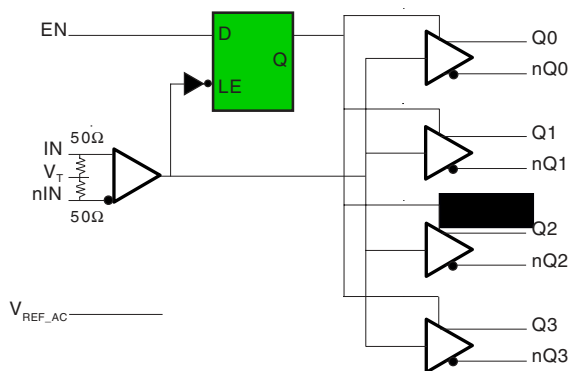 EN
D
Q
LE
IN
50Ω
V_T
nIN
50Ω
V_REF_AC
Q0
nQ0
Q1
nQ1
Q2
nQ2
Q3
nQ3